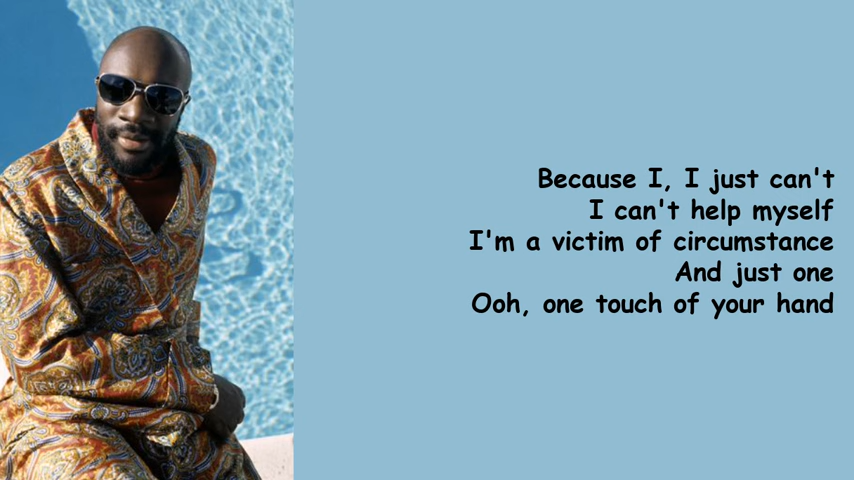 Because I, I just can't
I can't help myself
I'm a victim of circumstance
And just one
Ooh, one touch of your hand